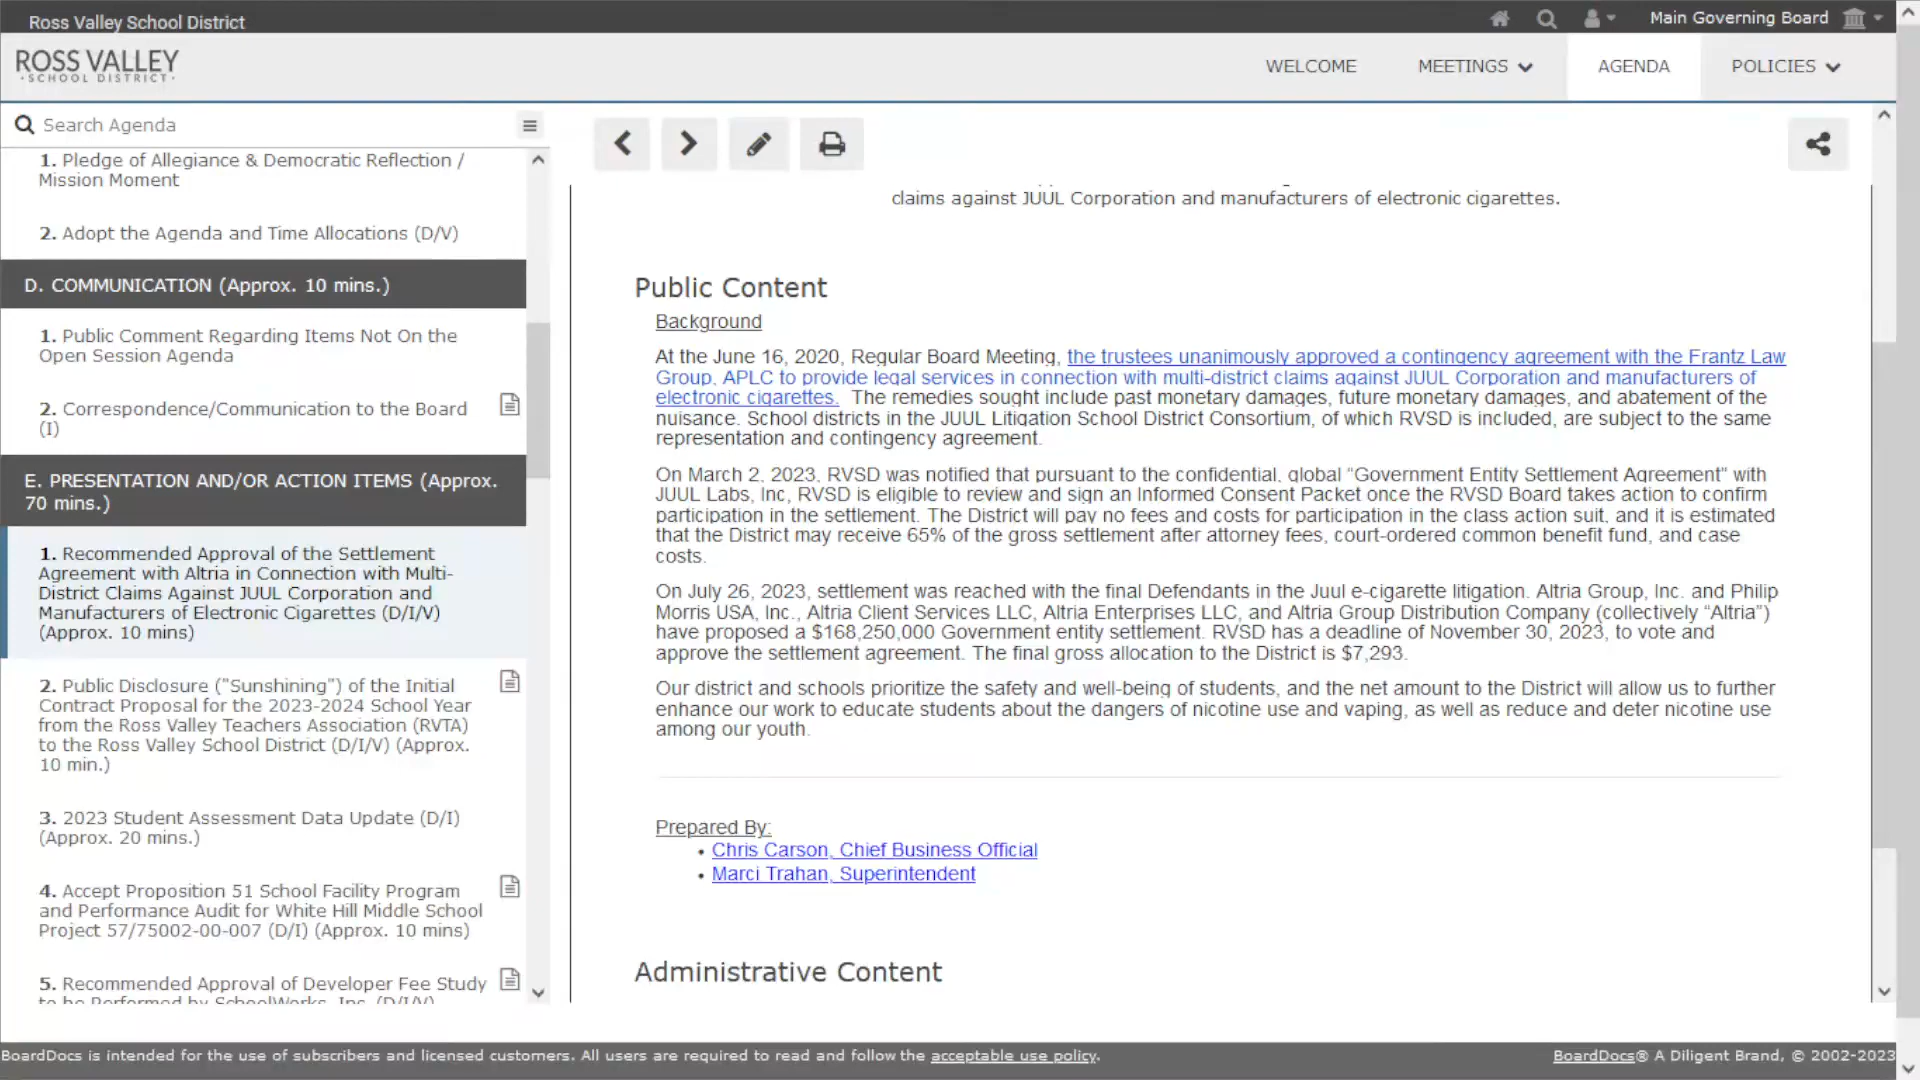 Ross Valley School District
Main Governing Board
ROSS VALLEY
·SCHOOL DISTRICT·
WELCOME
MEETINGS
AGENDA
POLICIES
Search Agenda
1. Pledge of Allegiance & Democratic Reflection /
Mission Moment
2. Adopt the Agenda and Time Allocations (D/V)
D. COMMUNICATION (Approx. 10 mins.)
1. Public Comment Regarding Items Not On the
Open Session Agenda
2. Correspondence/Communication to the Board
(I)
E. PRESENTATION AND/OR ACTION ITEMS (Approx.
70 mins.)
1. Recommended Approval of the Settlement
Agreement with Altria in Connection with Multi-
District Claims Against JUUL Corporation and
Manufacturers of Electronic Cigarettes (D/I/V)
(Approx. 10 mins)
2. Public Disclosure ("Sunshining") of the Initial
Contract Proposal for the 2023-2024 School Year
from the Ross Valley Teachers Association (RVTA)
to the Ross Valley School District (D/I/V) (Approx.
10 min.)
3. 2023 Student Assessment Data Update (D/I)
(Approx. 20 mins.)
4. Accept Proposition 51 School Facility Program
and Performance Audit for White Hill Middle School
Project 57/75002-00-007 (D/I) (Approx. 10 mins)
5. Recommended Approval of Developer Fee Study
to be Performed by SchoolWorks, Inc. (D/I/V)
claims against JUUL Corporation and manufacturers of electronic cigarettes.
Public Content
Background
At the June 16, 2020, Regular Board Meeting, the trustees unanimously approved a contingency agreement with the Frantz Law
Group, APLC to provide legal services in connection with multi-district claims against JUUL Corporation and manufacturers of
electronic cigarettes. The remedies sought include past monetary damages, future monetary damages, and abatement of the
nuisance. School districts in the JUUL Litigation School District Consortium, of which RVSD is included, are subject to the same
representation and contingency agreement.
On March 2, 2023, RVSD was notified that pursuant to the confidential, global “Government Entity Settlement Agreement” with
JUUL Labs, Inc, RVSD is eligible to review and sign an Informed Consent Packet once the RVSD Board takes action to confirm
participation in the settlement. The District will pay no fees and costs for participation in the class action suit, and it is estimated
that the District may receive 65% of the gross settlement after attorney fees, court-ordered common benefit fund, and case
costs.
On July 26, 2023, settlement was reached with the final Defendants in the Juul e-cigarette litigation. Altria Group, Inc. and Philip
Morris USA, Inc., Altria Client Services LLC, Altria Enterprises LLC, and Altria Group Distribution Company (collectively “Altria”)
have proposed a $168,250,000 Government entity settlement. RVSD has a deadline of November 30, 2023, to vote and
approve the settlement agreement. The final gross allocation to the District is $7,293.
Our district and schools prioritize the safety and well-being of students, and the net amount to the District will allow us to further
enhance our work to educate students about the dangers of nicotine use and vaping, as well as reduce and deter nicotine use
among our youth.
Prepared By:
• Chris Carson, Chief Business Official
• Marci Trahan, Superintendent
Administrative Content
BoardDocs is intended for the use of subscribers and licensed customers. All users are required to read and follow the acceptable use policy.
BoardDocs® A Diligent Brand, © 2002-2023